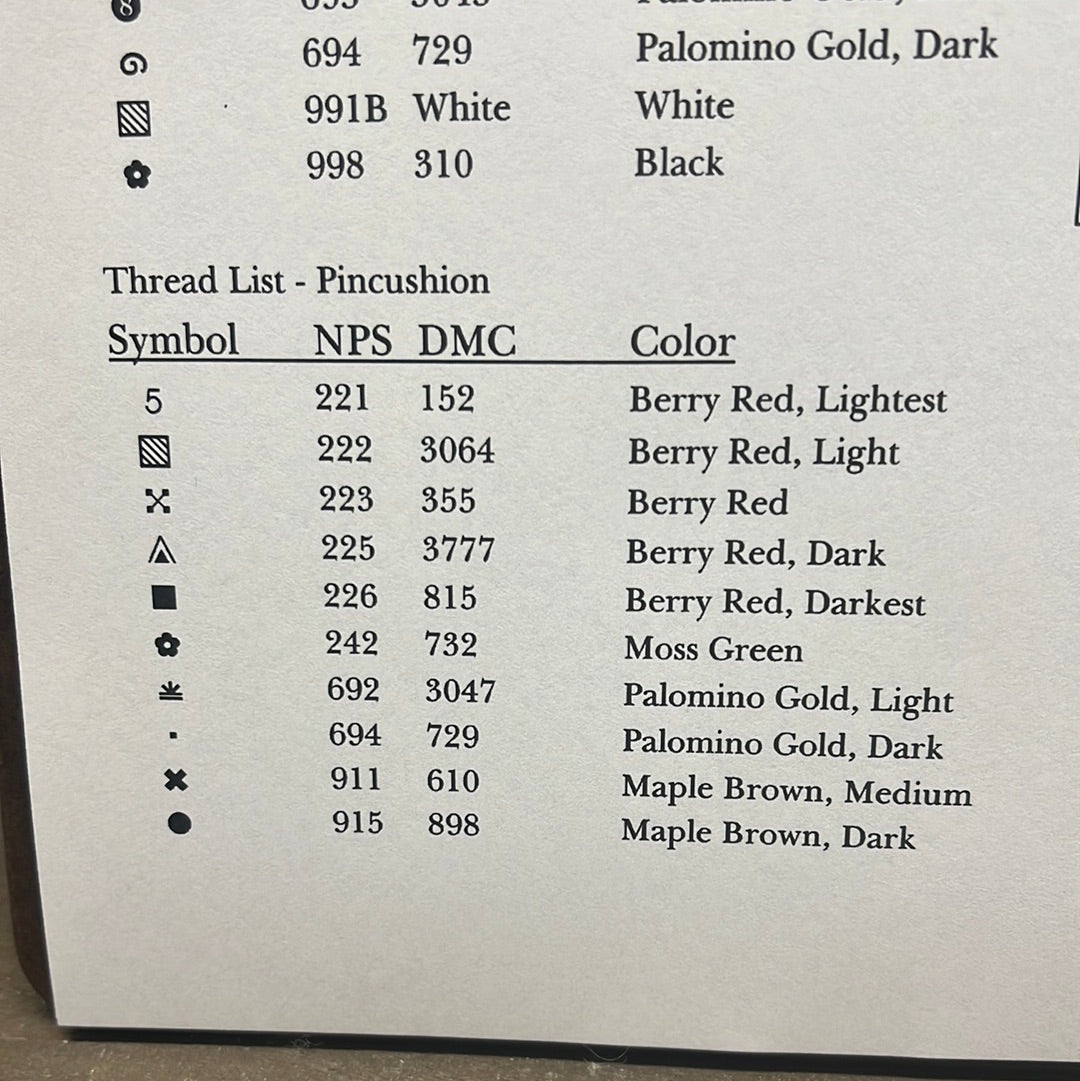 694 729 Palomino Gold, Dark
991B White White
998 310 Black
Thread List - Pincushion
Symbol NPS DMC Color
5 221 152 Berry Red, Lightest
222 3064 Berry Red, Light
223 355 Berry Red
225 3777 Berry Red, Dark
226 815 Berry Red, Darkest
242 732 Moss Green
692 3047 Palomino Gold, Light
694 729 Palomino Gold, Dark
911 610 Maple Brown, Medium
915 898 Maple Brown, Dark